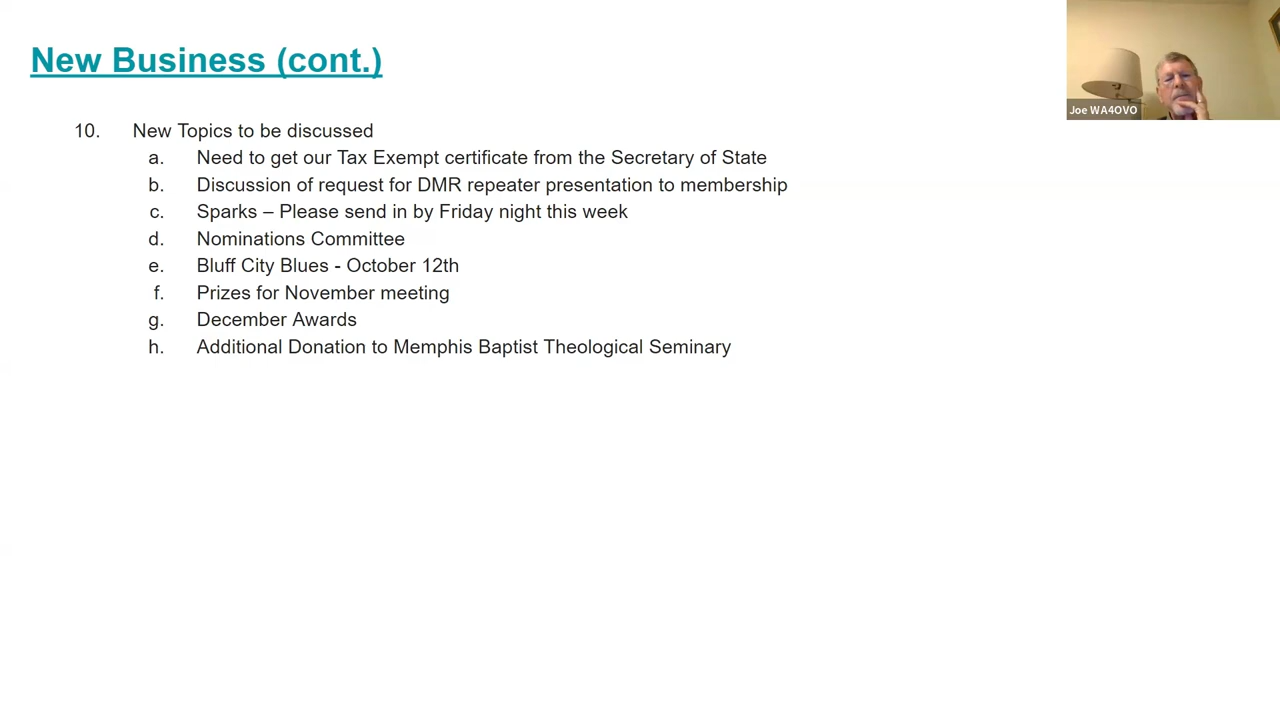 New Business (cont.)
Joe WA4OVO
10. New Topics to be discussed
a. Need to get our Tax Exempt certificate from the Secretary of State
b. Discussion of request for DMR repeater presentation to membership
c. Sparks – Please send in by Friday night this week
d. Nominations Committee
e. Bluff City Blues - October 12th
f. Prizes for November meeting
g. December Awards
h. Additional Donation to Memphis Baptist Theological Seminary